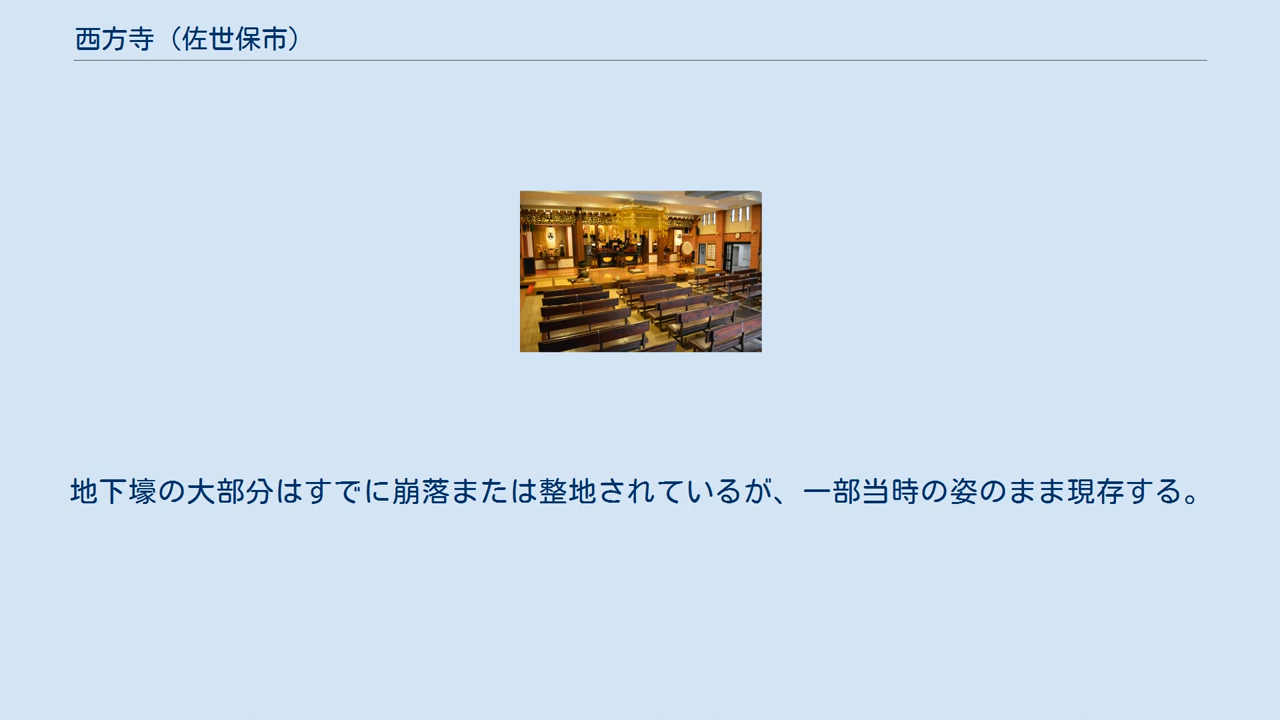 西方寺（佐世保市）
地下壕の大部分はすでに崩落または整地されているが、一部当時の姿のまま現存する。